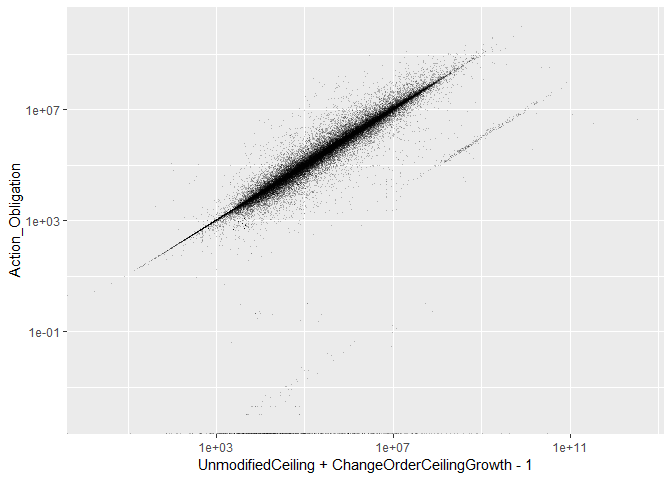 1e+07
1e+03
1e-01
Action_Obligation
1e+03 1e+07 1e+11
UnmodifiedCeiling + ChangeOrderCeilingGrowth - 1